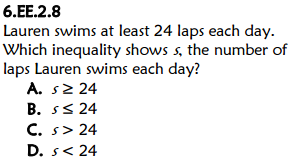 6.EE.2.8
Lauren swims at least 24 laps each day.
Which inequality shows s, the number of
laps Lauren swims each day?
A. s ≥ 24
B. s ≤ 24
C. s > 24
D. s < 24